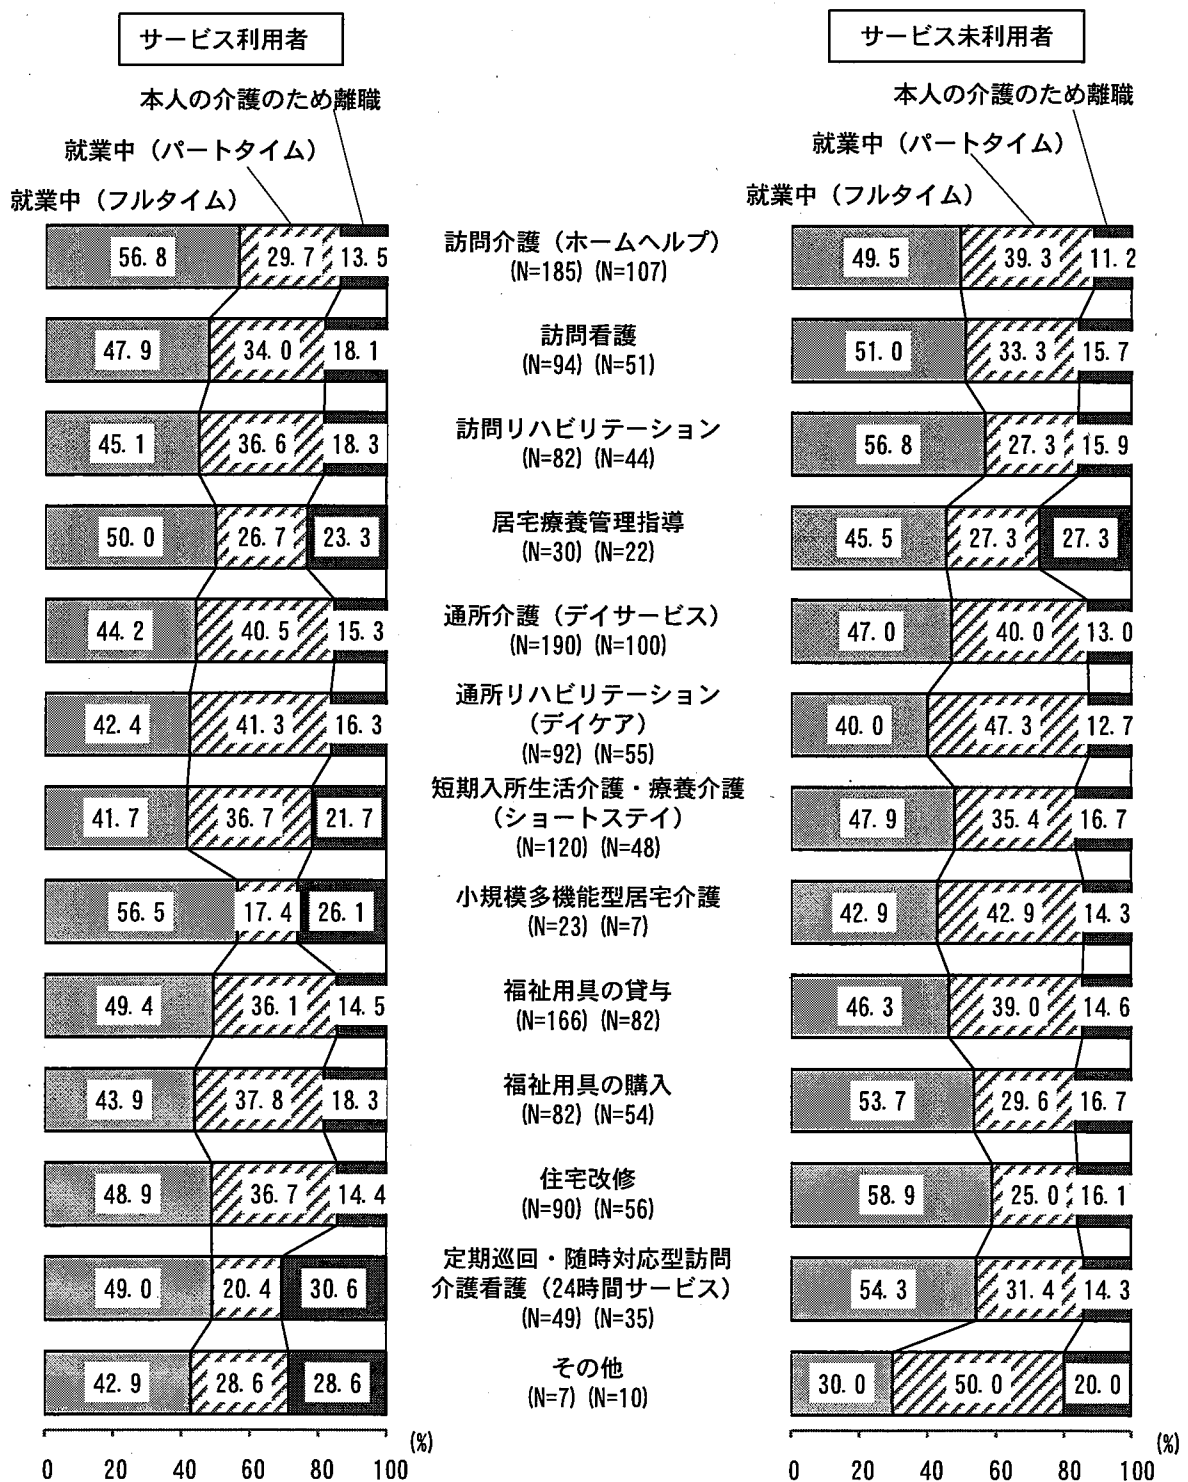 サービス利用者
サービス未利用者
本人の介護のため離職
本人の介護のため離職
就業中（パートタイム）
就業中（パートタイム）
就業中（フルタイム）
就業中（フルタイム）
56.8 29.7 13.5
訪問介護（ホームヘルプ）
(N=185) (N=107)
49.5 39.3 11.2
47.9 34.0 18.1
訪問看護
(N=94) (N=51)
51.0 33.3 15.7
45.1 36.6 18.3
訪問リハビリテーション
(N=82) (N=44)
56.8 27.3 15.9
50.0 26.7 23.3
居宅療養管理指導
(N=30) (N=22)
45.5 27.3 27.3
44.2 40.5 15.3
通所介護（デイサービス）
(N=190) (N=100)
47.0 40.0 13.0
42.4 41.3 16.3
通所リハビリテーション
（デイケア）
(N=92) (N=55)
40.0 47.3 12.7
41.7 36.7 21.7
短期入所生活介護・療養介護
（ショートステイ）
(N=120) (N=48)
47.9 35.4 16.7
56.5 17.4 26.1
小規模多機能型居宅介護
(N=23) (N=7)
42.9 42.9 14.3
49.4 36.1 14.5
福祉用具の貸与
(N=166) (N=82)
46.3 39.0 14.6
43.9 37.8 18.3
福祉用具の購入
(N=82) (N=54)
53.7 29.6 16.7
48.9 36.7 14.4
住宅改修
(N=90) (N=56)
58.9 25.0 16.1
49.0 20.4 30.6
定期巡回・随時対応型訪問
介護看護（24時間サービス）
(N=49) (N=35)
54.3 31.4 14.3
42.9 28.6 28.6
その他
(N=7) (N=10)
30.0 50.0 20.0
(%)
(%)
0 20 40 60 80 100
0 20 40 60 80 100